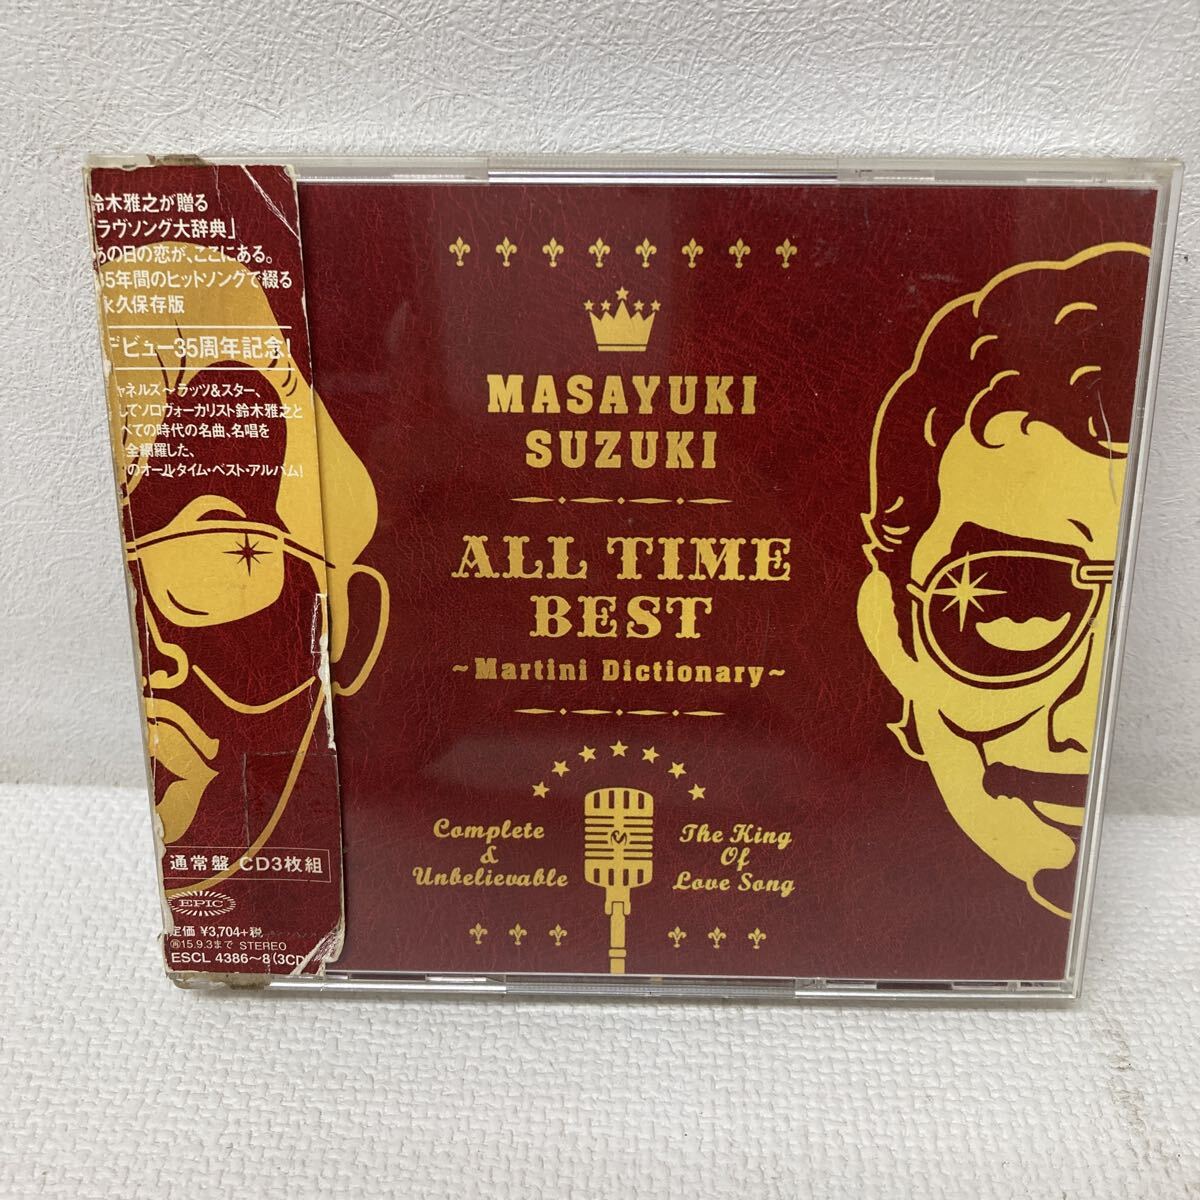 鈴木雅之が贈る
「ラヴソング大辞典」
あの日の恋が、ここにある。
35年間のヒットソングで綴る
永久保存版
デビュー35周年記念!
ャネルズ～ラッツ&スター、
してソロヴォーカリスト鈴木雅之と
べての時代の名曲、名唱を
全網羅した、
のオールタイム・ベスト・アルバム!
通常盤 CD3枚組
EPIC
定価 ¥3,704+税
15.9.3まで STEREO
ESCL 4386～8(3CD)
MASAYUKI
SUZUKI
ALL TIME
BEST
~Martini Dictionary~
Complete
&
Unbelievable
The King
Of
Love Song